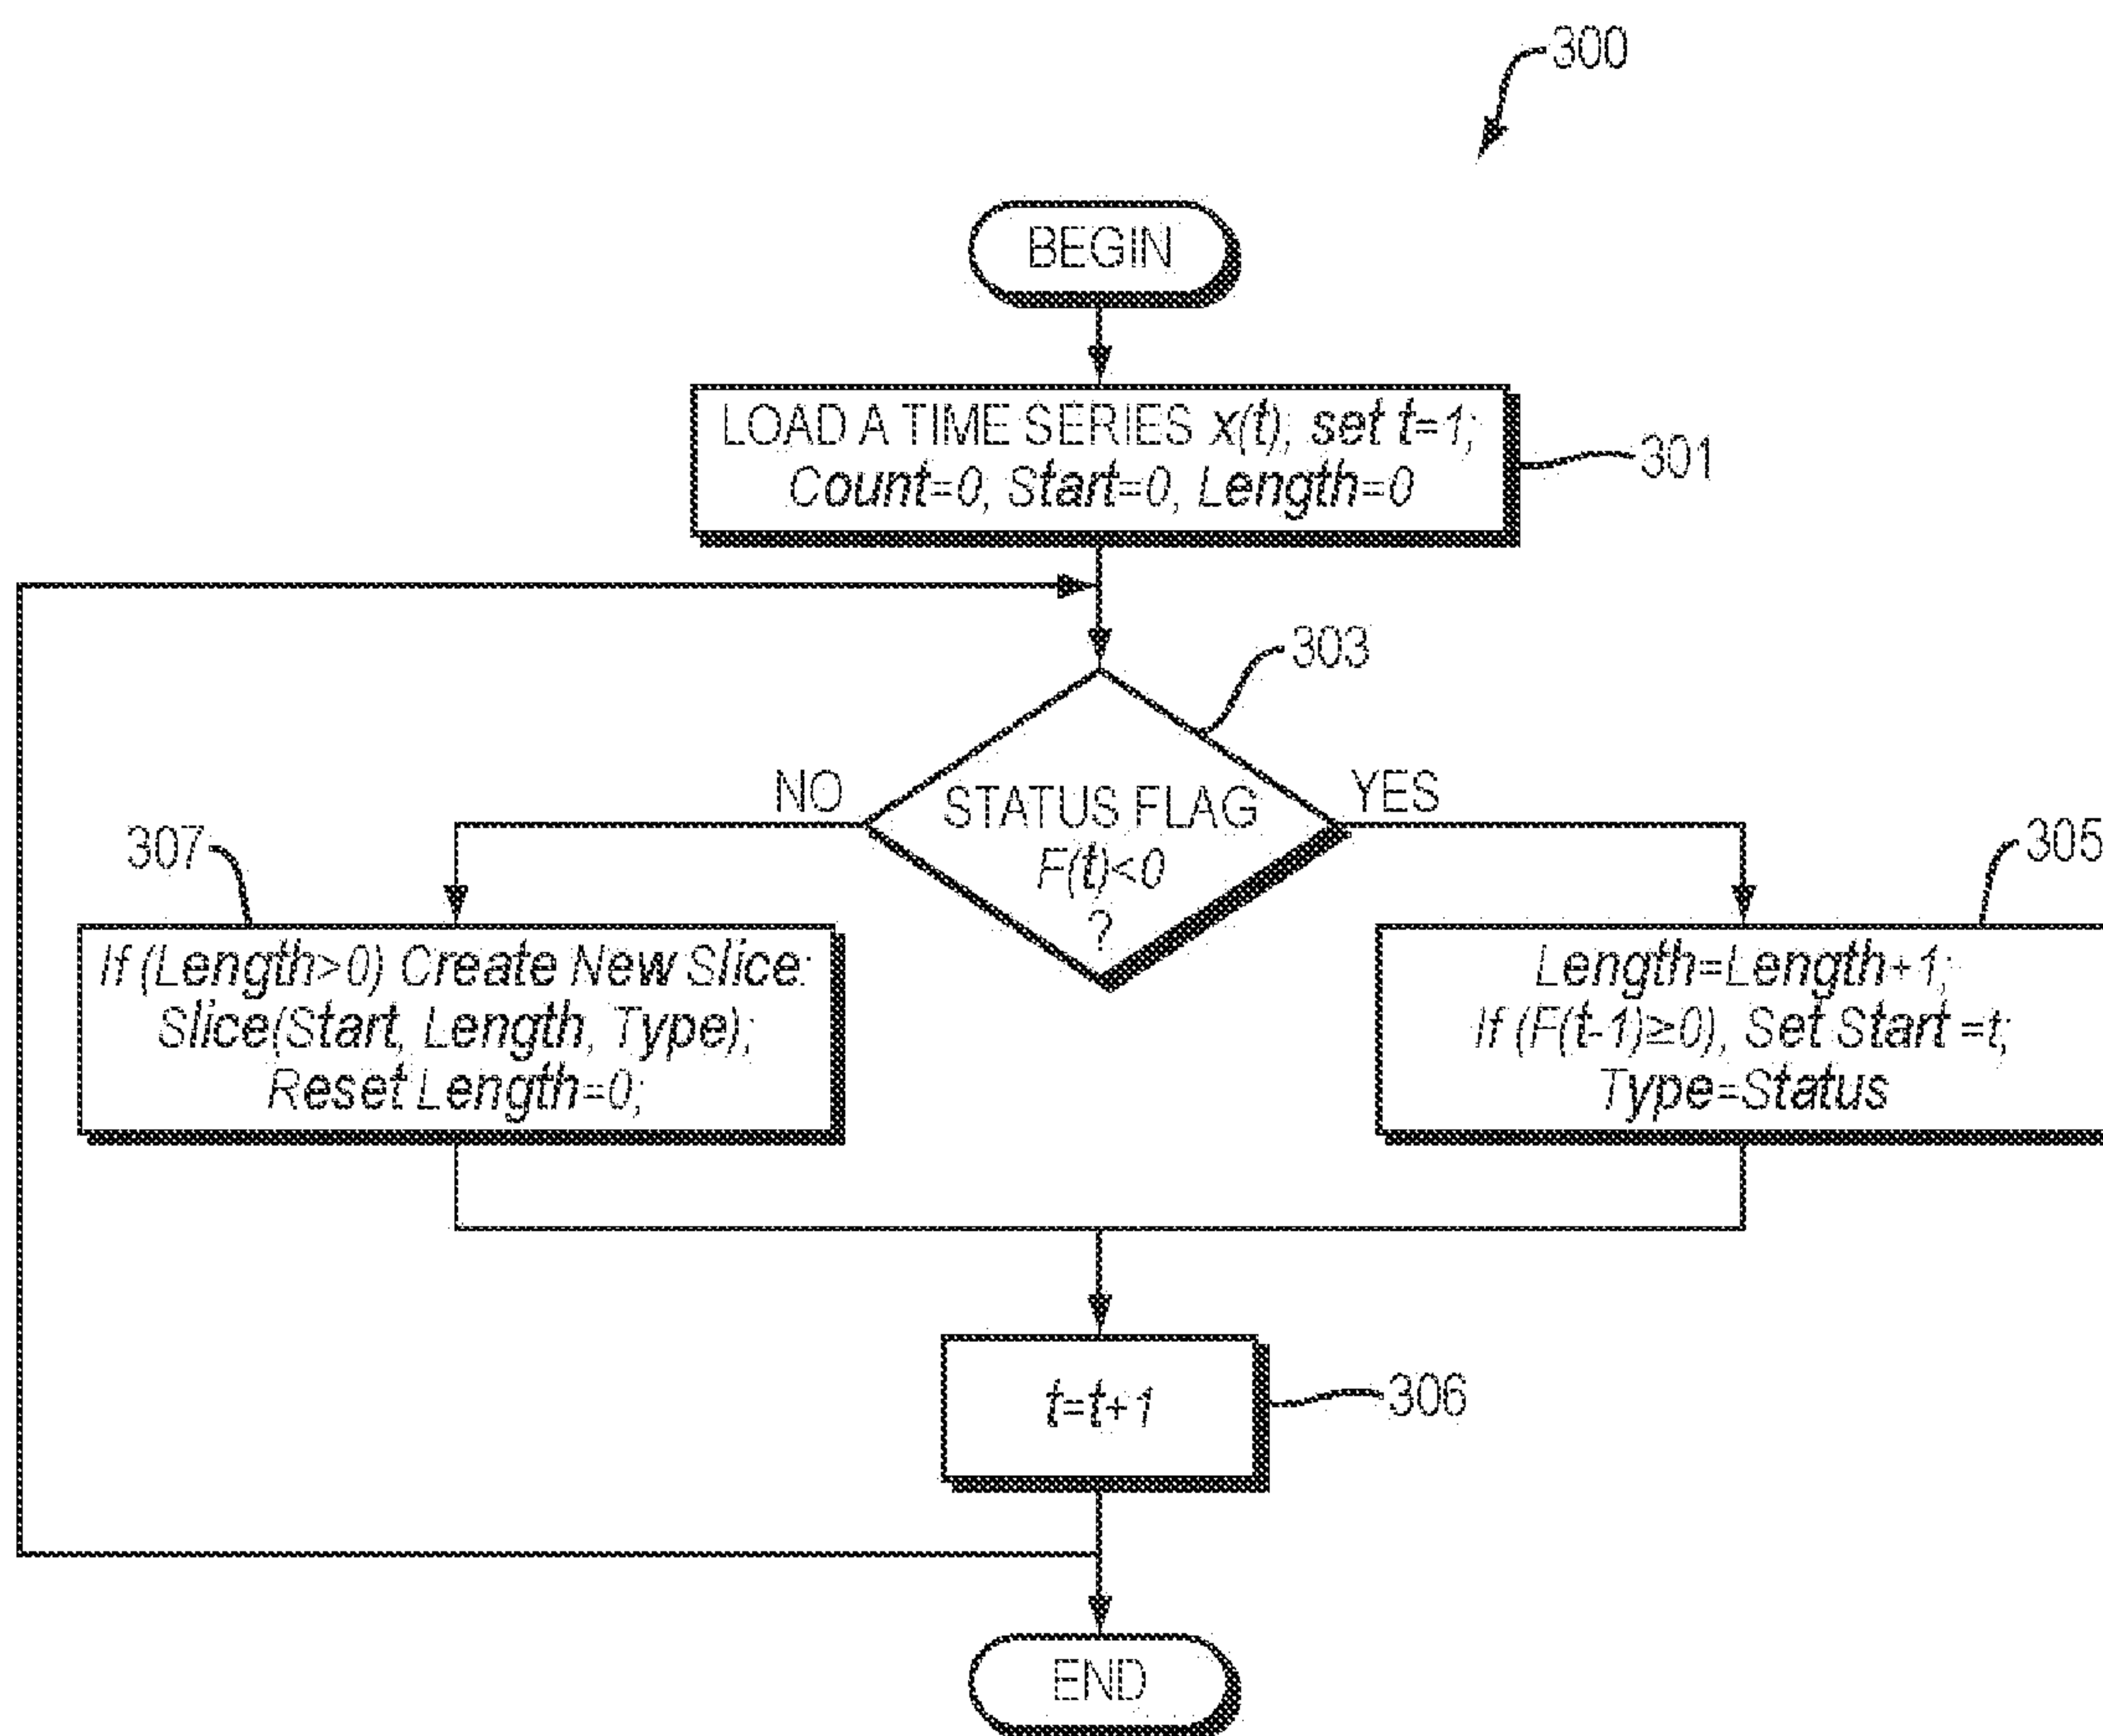 300
BEGIN
LOAD A TIME SERIES x(t), set t=1;
Count=0, Start=0, Length=0
301
303
NO
STATUS FLAG
F(t)<0
?
YES
307
305
If (Length>0) Create New Slice:
Slice(Start, Length, Type);
Reset Length=0;
Length=Length+1;
If (F(t-1)≥0), Set Start =t;
Type=Status
t=t+1
306
END